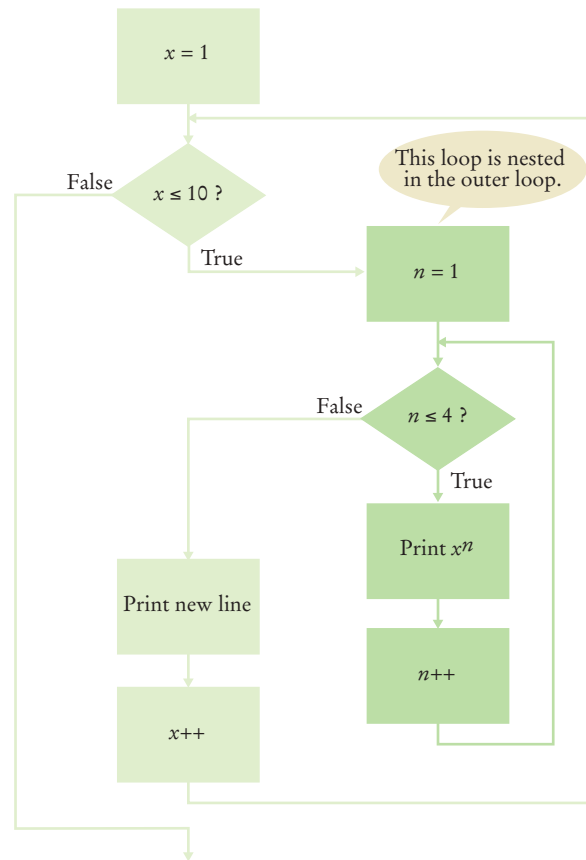 x = 1
This loop is nested
in the outer loop.
False
x ≤ 10 ?
True
n = 1
False
n ≤ 4 ?
True
Print xⁿ
Print new line
n++
x++